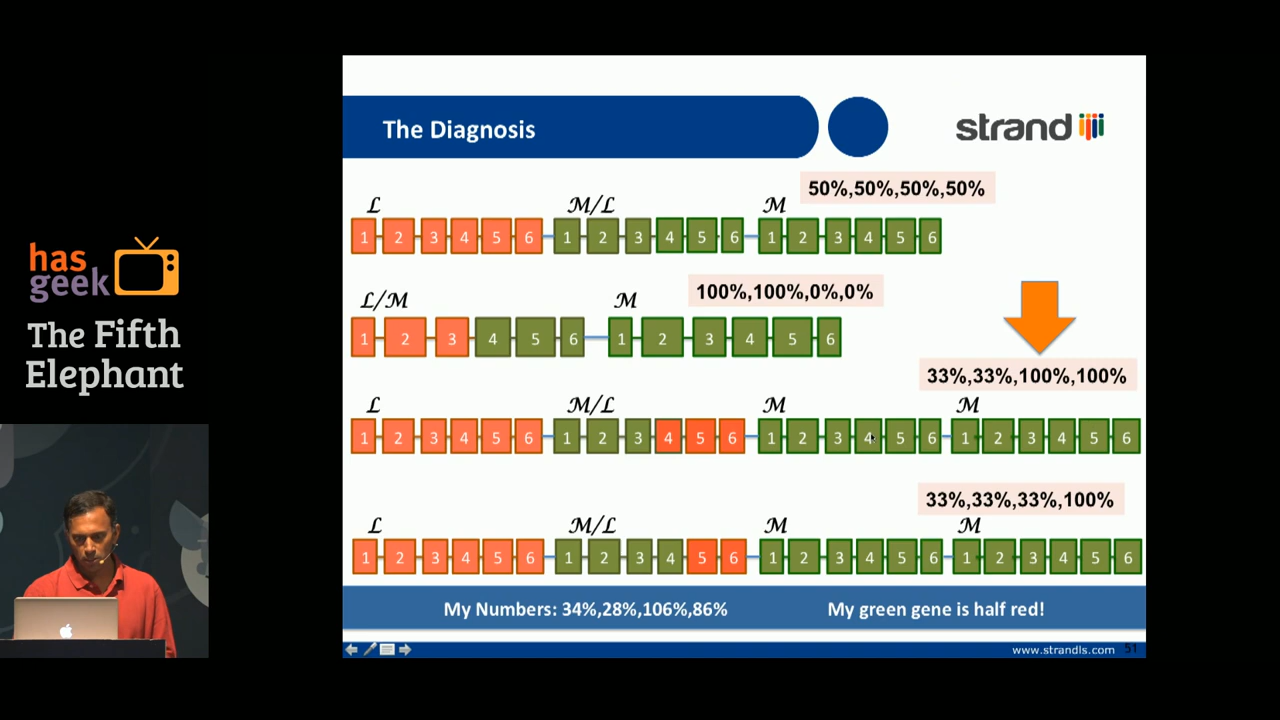 The Diagnosis
strand
50%,50%,50%,50%
ℒ ℳ/ℒ ℳ
1 2 3 4 5 6 1 2 3 4 5 6 1 2 3 4 5 6
100%,100%,0%,0%
ℒ/ℳ ℳ
1 2 3 4 5 6 1 2 3 4 5 6
33%,33%,100%,100%
ℒ ℳ/ℒ ℳ ℳ
1 2 3 4 5 6 1 2 3 4 5 6 1 2 3 4 5 6 1 2 3 4 5 6
33%,33%,33%,100%
ℒ ℳ/ℒ ℳ ℳ
1 2 3 4 5 6 1 2 3 4 5 6 1 2 3 4 5 6 1 2 3 4 5 6
My Numbers: 34%,28%,106%,86% My green gene is half red!
www.strandls.com 51
has
geek
The Fifth
Elephant